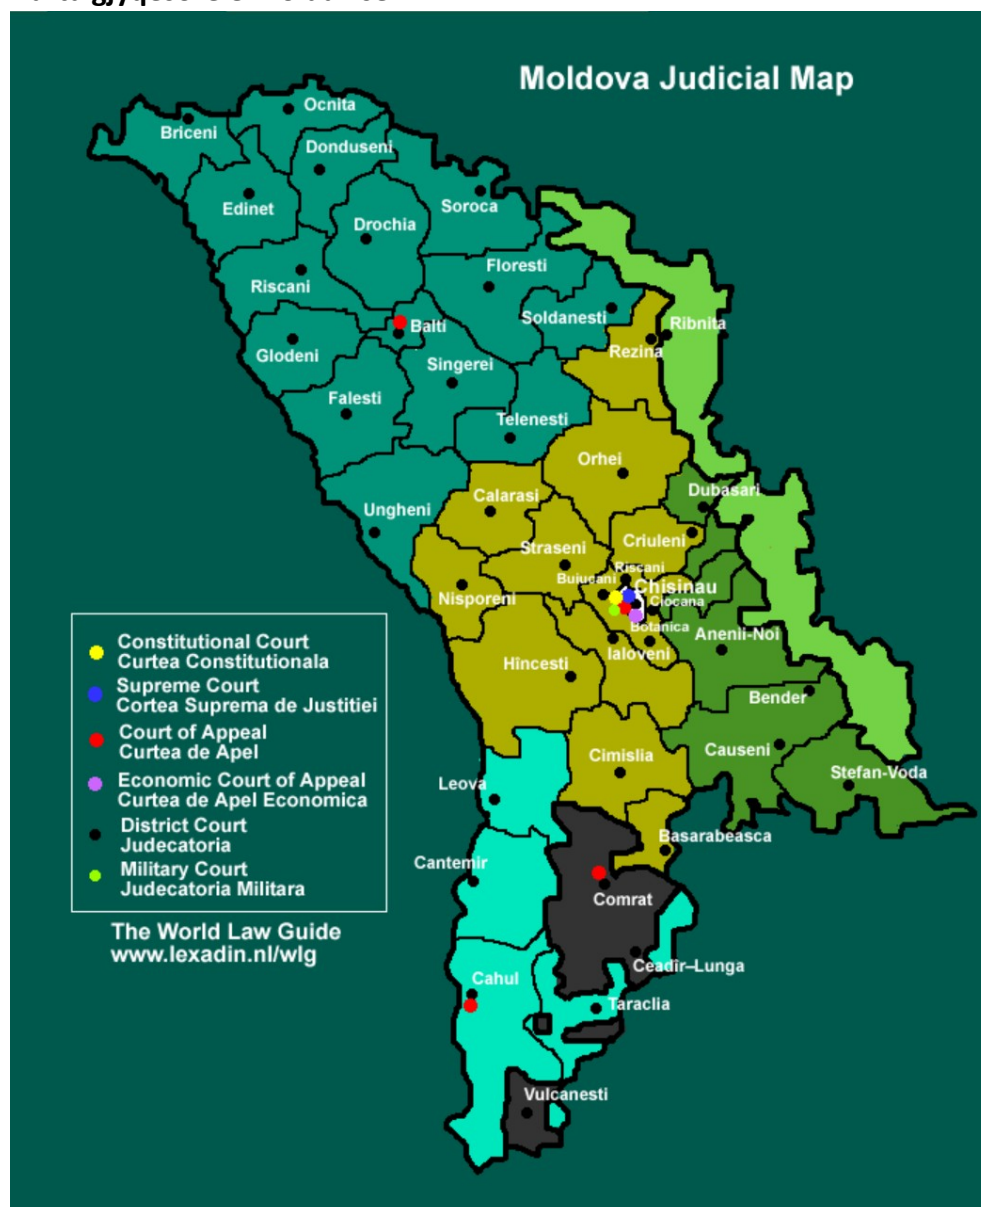 Moldova Judicial Map
Ocnita
Briceni
Donduseni
Edinet
Soroca
Drochia
Floresti
Riscani
Soldanesti
Ribnita
Balti
Rezina
Glodeni
Singerei
Falesti
Telenesti
Orhei
Dubasari
Calarasi
Ungheni
Criuleni
Straseni
Riscani
Buiucani
Chisinau
Nisporeni
Ciocana
Botanica
Anenii-Noi
Ialoveni
Hîncesti
Bender
Causeni
Cimislia
Stefan-Voda
Leova
Basarabeasca
Cantemir
Comrat
Ceadîr–Lunga
Cahul
Taraclia
Vulcanesti
Constitutional Court
Curtea Constitutionala
Supreme Court
Cortea Suprema de Justitiei
Court of Appeal
Curtea de Apel
Economic Court of Appeal
Curtea de Apel Economica
District Court
Judecatoria
Military Court
Judecatoria Militara
The World Law Guide
www.lexadin.nl/wlg